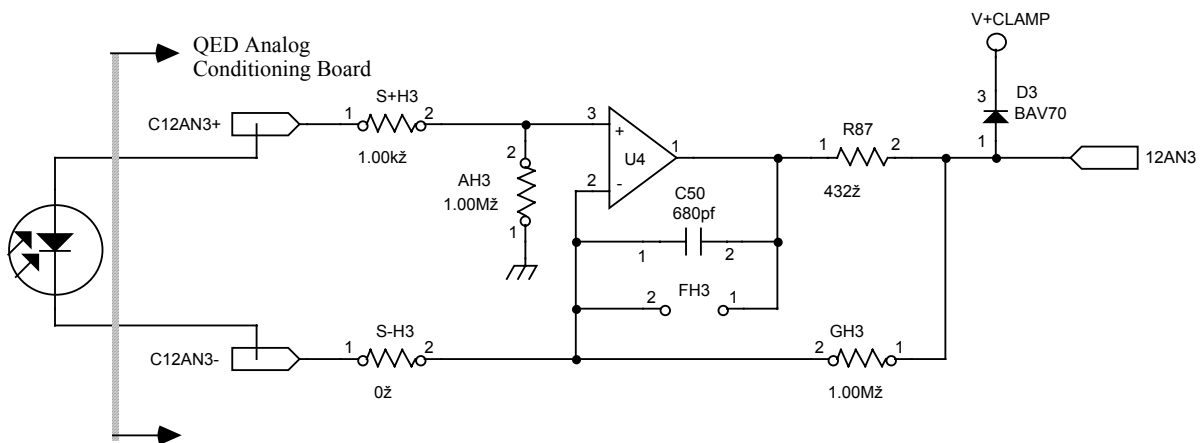 V+CLAMP
QED Analog
Conditioning Board
S+H3
3
D3
BAV70
C12AN3+
1
2
3
+
R87
1
1.00kž
U4
1
1
2
12AN3
2
AH3
1.00Mž
2
-
C50
680pf
432ž
1
1
2
2
FH3
1
S-H3
GH3
C12AN3-
1
2
2
1
0ž
1.00Mž